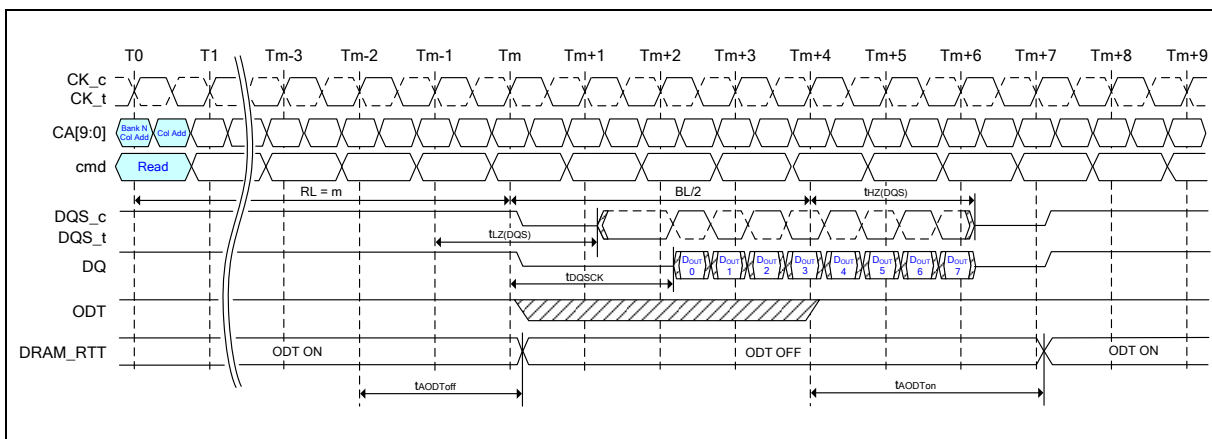 T0 T1 Tm-3 Tm-2 Tm-1 Tm Tm+1 Tm+2 Tm+3 Tm+4 Tm+5 Tm+6 Tm+7 Tm+8 Tm+9
CK_c
CK_t
CA[9:0] Bank N Col Add Col Add
cmd Read
RL = m BL/2 tHZ(DQS)
DQS_c
DQS_t
tLZ(DQS)
DQ DOUT 0 DOUT 1 DOUT 2 DOUT 3 DOUT 4 DOUT 5 DOUT 6 DOUT 7
tDQSCK
ODT
DRAM_RTT ODT ON ODT OFF ODT ON
tAODToff tAODTon